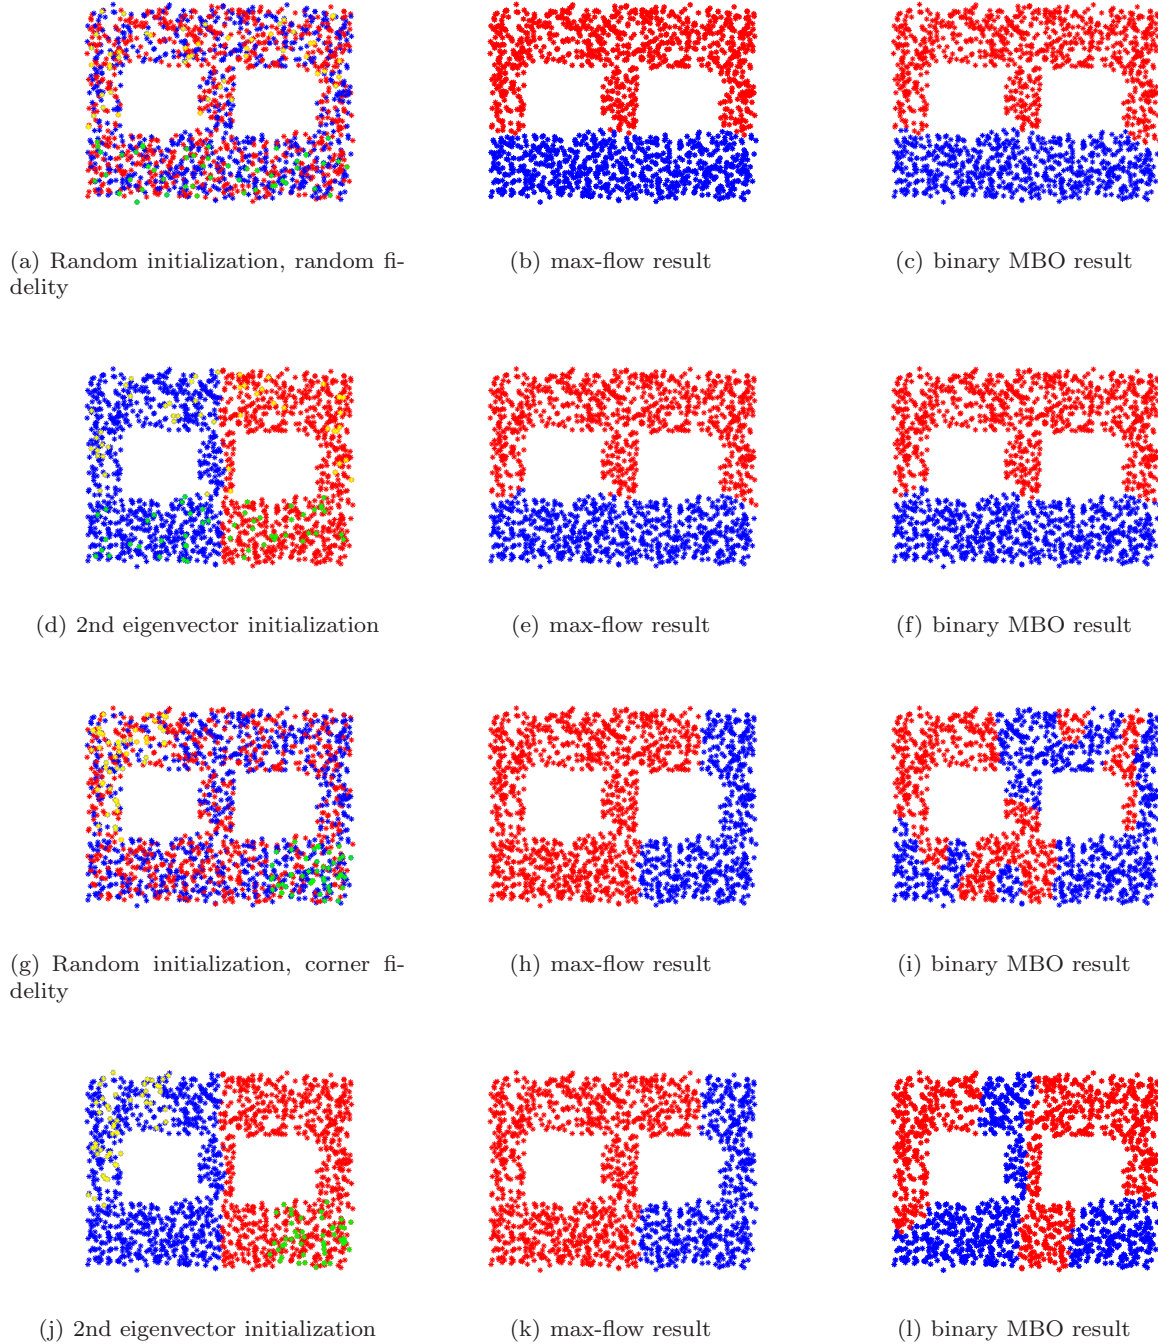 (a) Random initialization, random fi-
delity
(b) max-flow result
(c) binary MBO result
(d) 2nd eigenvector initialization
(e) max-flow result
(f) binary MBO result
(g) Random initialization, corner fi-
delity
(h) max-flow result
(i) binary MBO result
(j) 2nd eigenvector initialization
(k) max-flow result
(l) binary MBO result